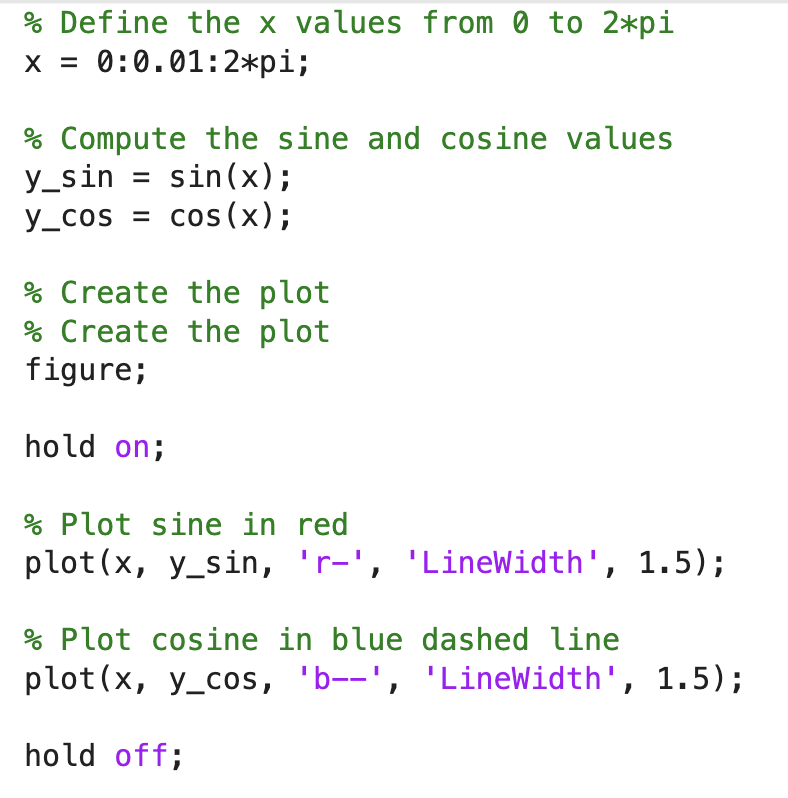 % Define the x values from 0 to 2*pi
x = 0:0.01:2*pi;
% Compute the sine and cosine values
y_sin = sin(x);
y_cos = cos(x);
% Create the plot
% Create the plot
figure;
hold on;
% Plot sine in red
plot(x, y_sin, 'r-', 'LineWidth', 1.5);
% Plot cosine in blue dashed line
plot(x, y_cos, 'b--', 'LineWidth', 1.5);
hold off;